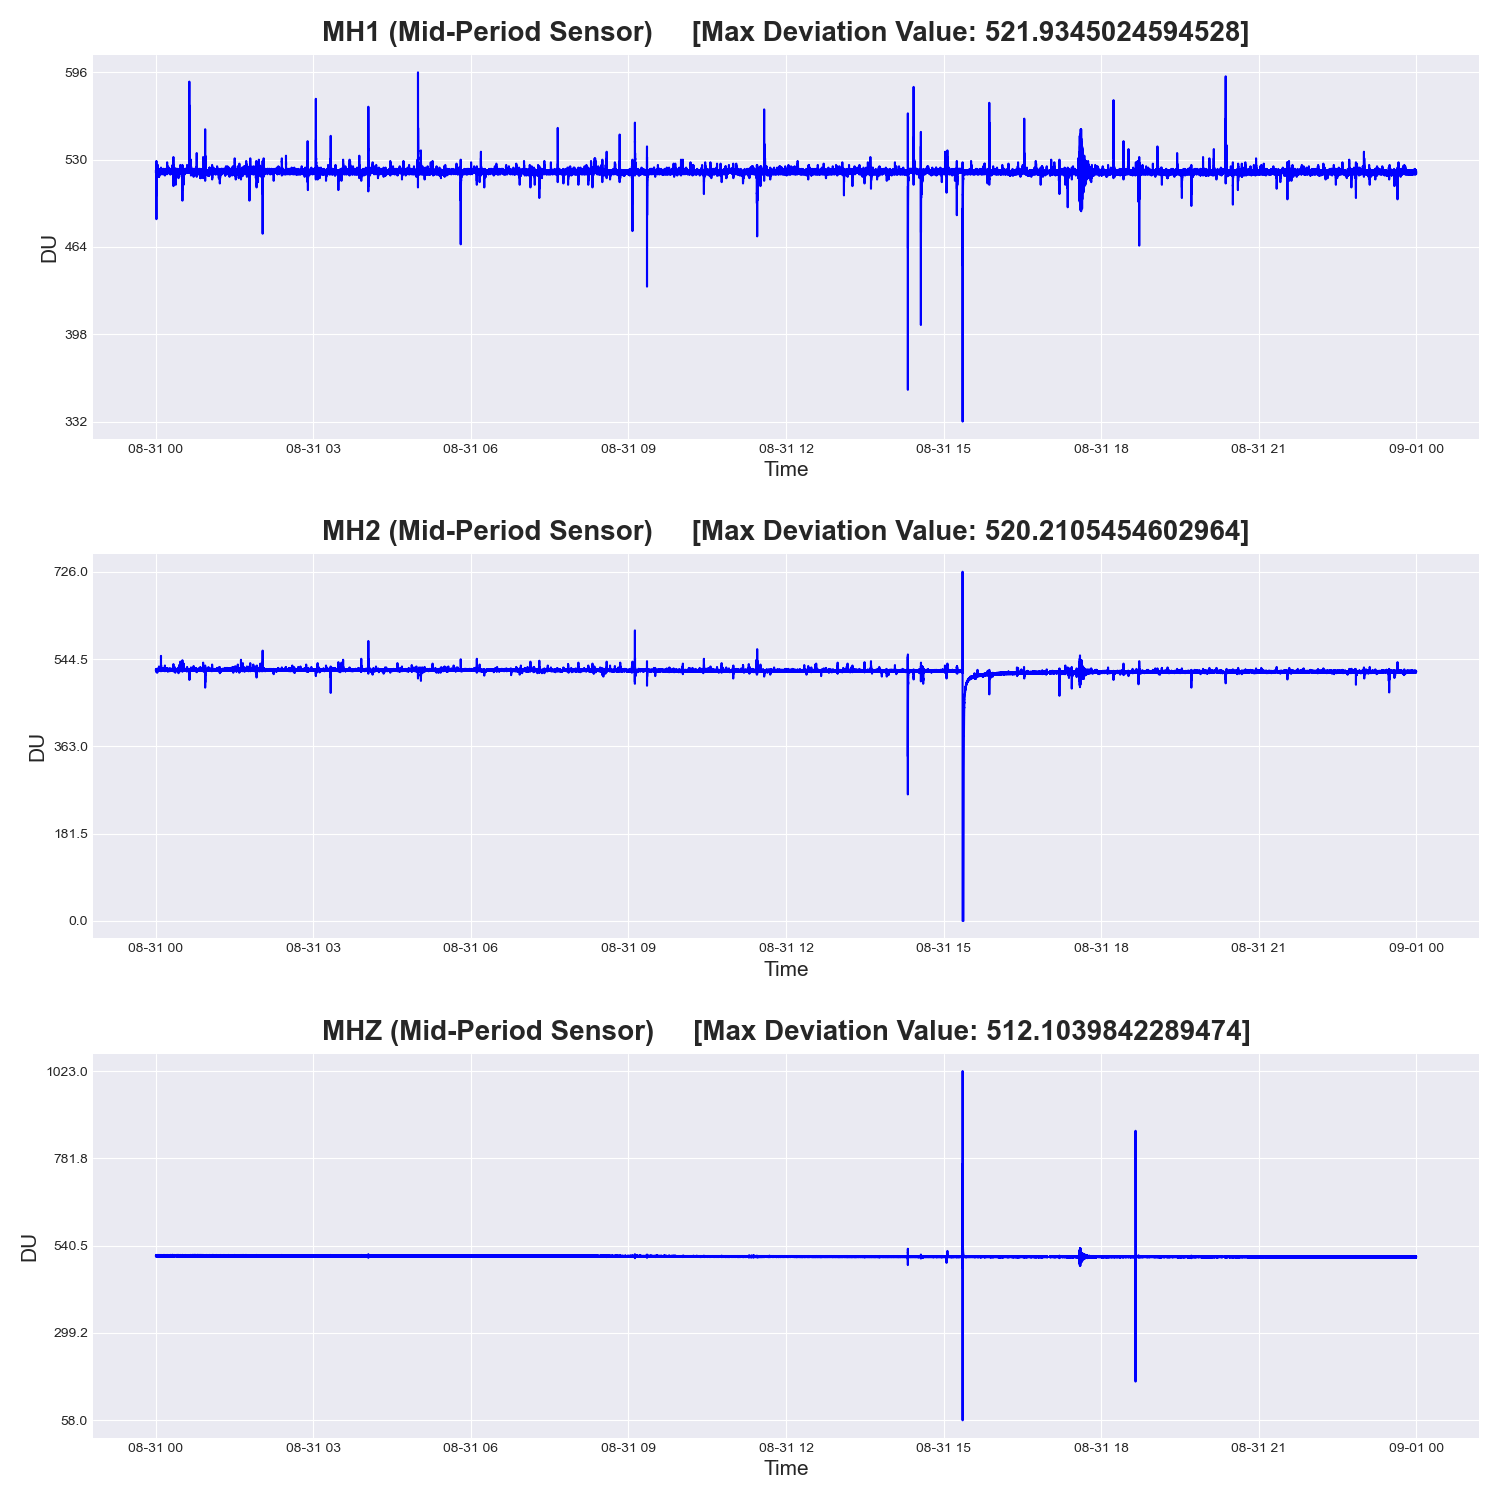 MH1 (Mid-Period Sensor) [Max Deviation Value: 521.9345024594528]
596
530
464
398
332
DU
08-31 00 08-31 03 08-31 06 08-31 09 08-31 12 08-31 15 08-31 18 08-31 21 09-01 00
Time
MH2 (Mid-Period Sensor) [Max Deviation Value: 520.2105454602964]
726.0
544.5
363.0
181.5
0.0
DU
08-31 00 08-31 03 08-31 06 08-31 09 08-31 12 08-31 15 08-31 18 08-31 21 09-01 00
Time
MHZ (Mid-Period Sensor) [Max Deviation Value: 512.1039842289474]
1023.0
781.8
540.5
299.2
58.0
DU
08-31 00 08-31 03 08-31 06 08-31 09 08-31 12 08-31 15 08-31 18 08-31 21 09-01 00
Time